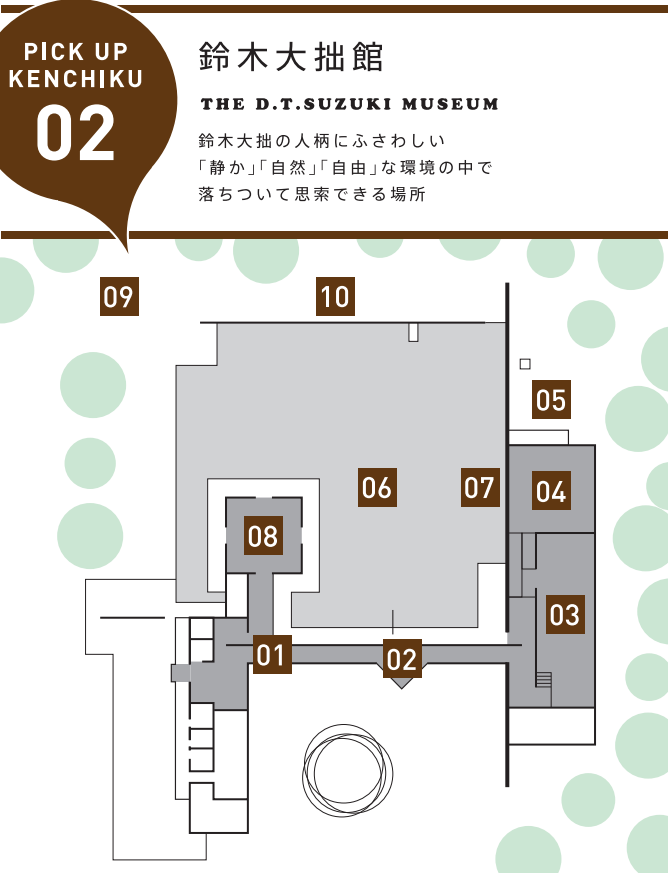 PICK UP
KENCHIKU
02
鈴木大拙館
THE D.T.SUZUKI MUSEUM
鈴木大拙の人柄にふさわしい
「静か」「自然」「自由」な環境の中で
落ちついて思索できる場所
09
10
05
06
07
04
08
03
01
02